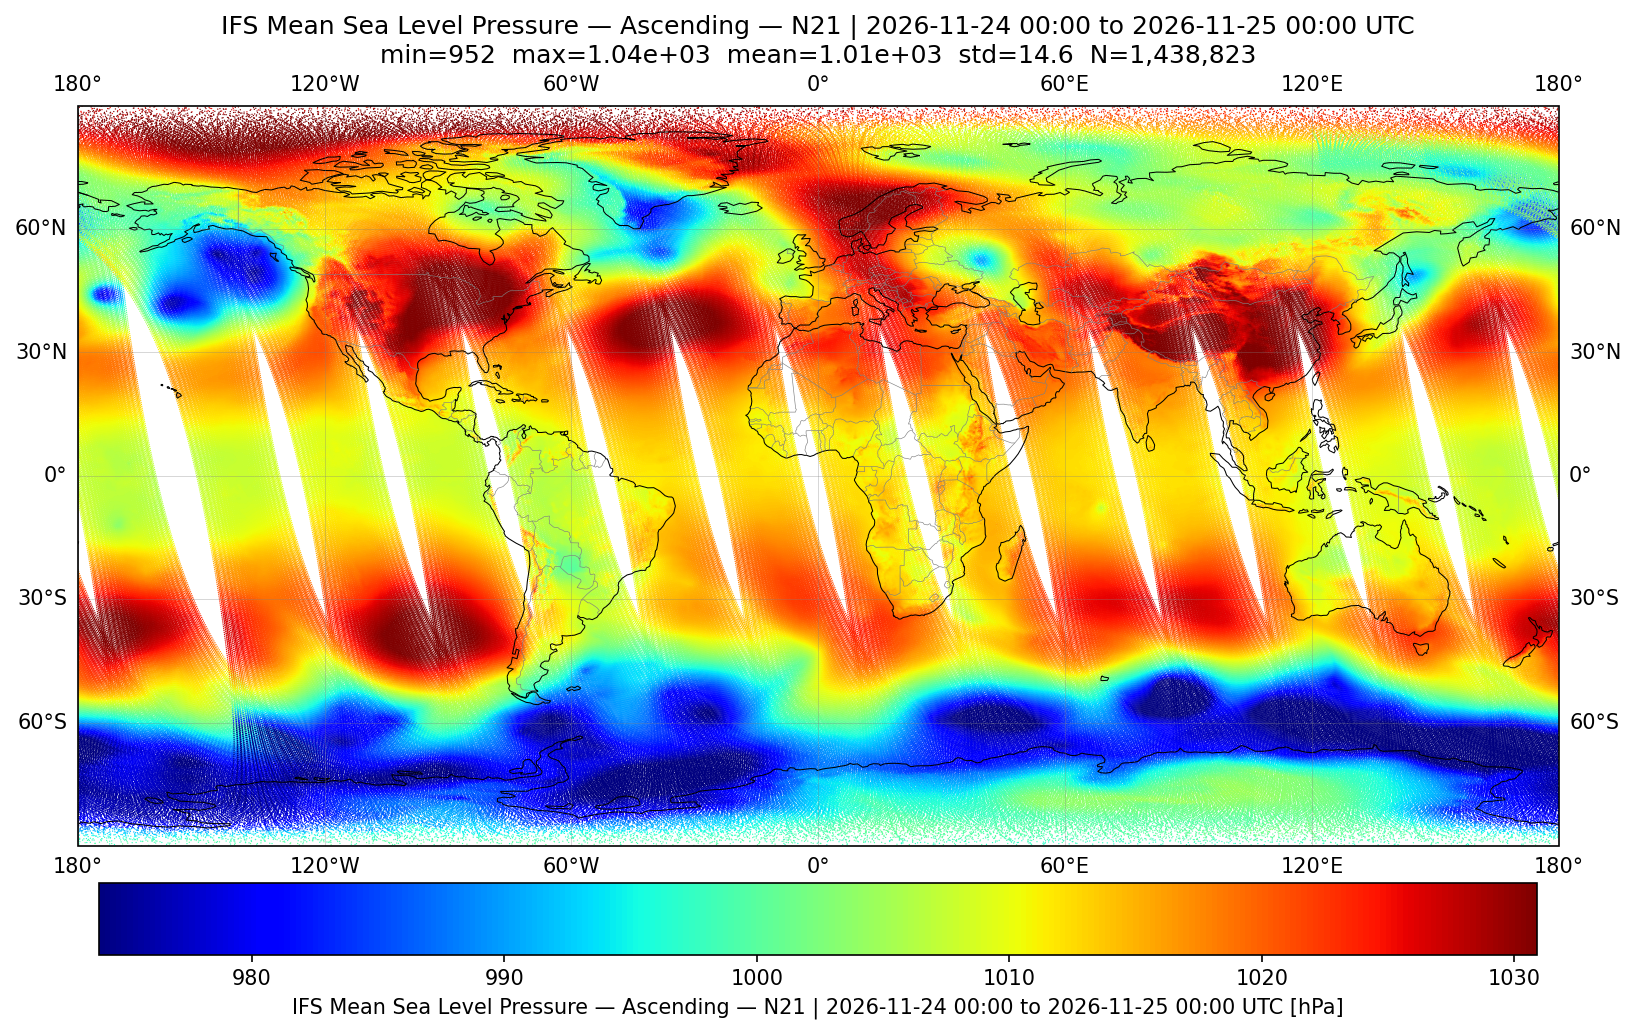 IFS Mean Sea Level Pressure — Ascending — N21 | 2026-11-24 00:00 to 2026-11-25 00:00 UTC
min=952  max=1.04e+03  mean=1.01e+03  std=14.6  N=1,438,823
180° 120°W 60°W 0° 60°E 120°E 180°
60°N 60°N
30°N 30°N
0° 0°
30°S 30°S
60°S 60°S
180° 120°W 60°W 0° 60°E 120°E 180°
980 990 1000 1010 1020 1030
IFS Mean Sea Level Pressure — Ascending — N21 | 2026-11-24 00:00 to 2026-11-25 00:00 UTC [hPa]